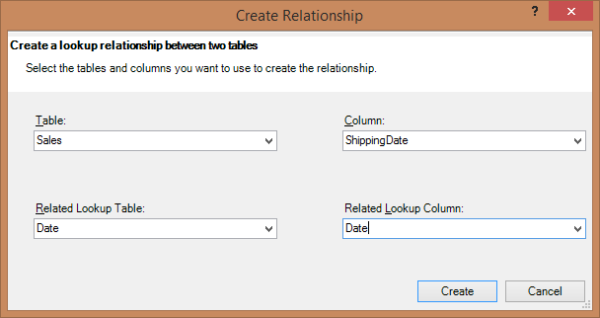 Create Relationship
?
Create a lookup relationship between two tables
Select the tables and columns you want to use to create the relationship.
Table:
Column:
Sales
ShippingDate
Related Lookup Table:
Related Lookup Column:
Date
Date
Create
Cancel